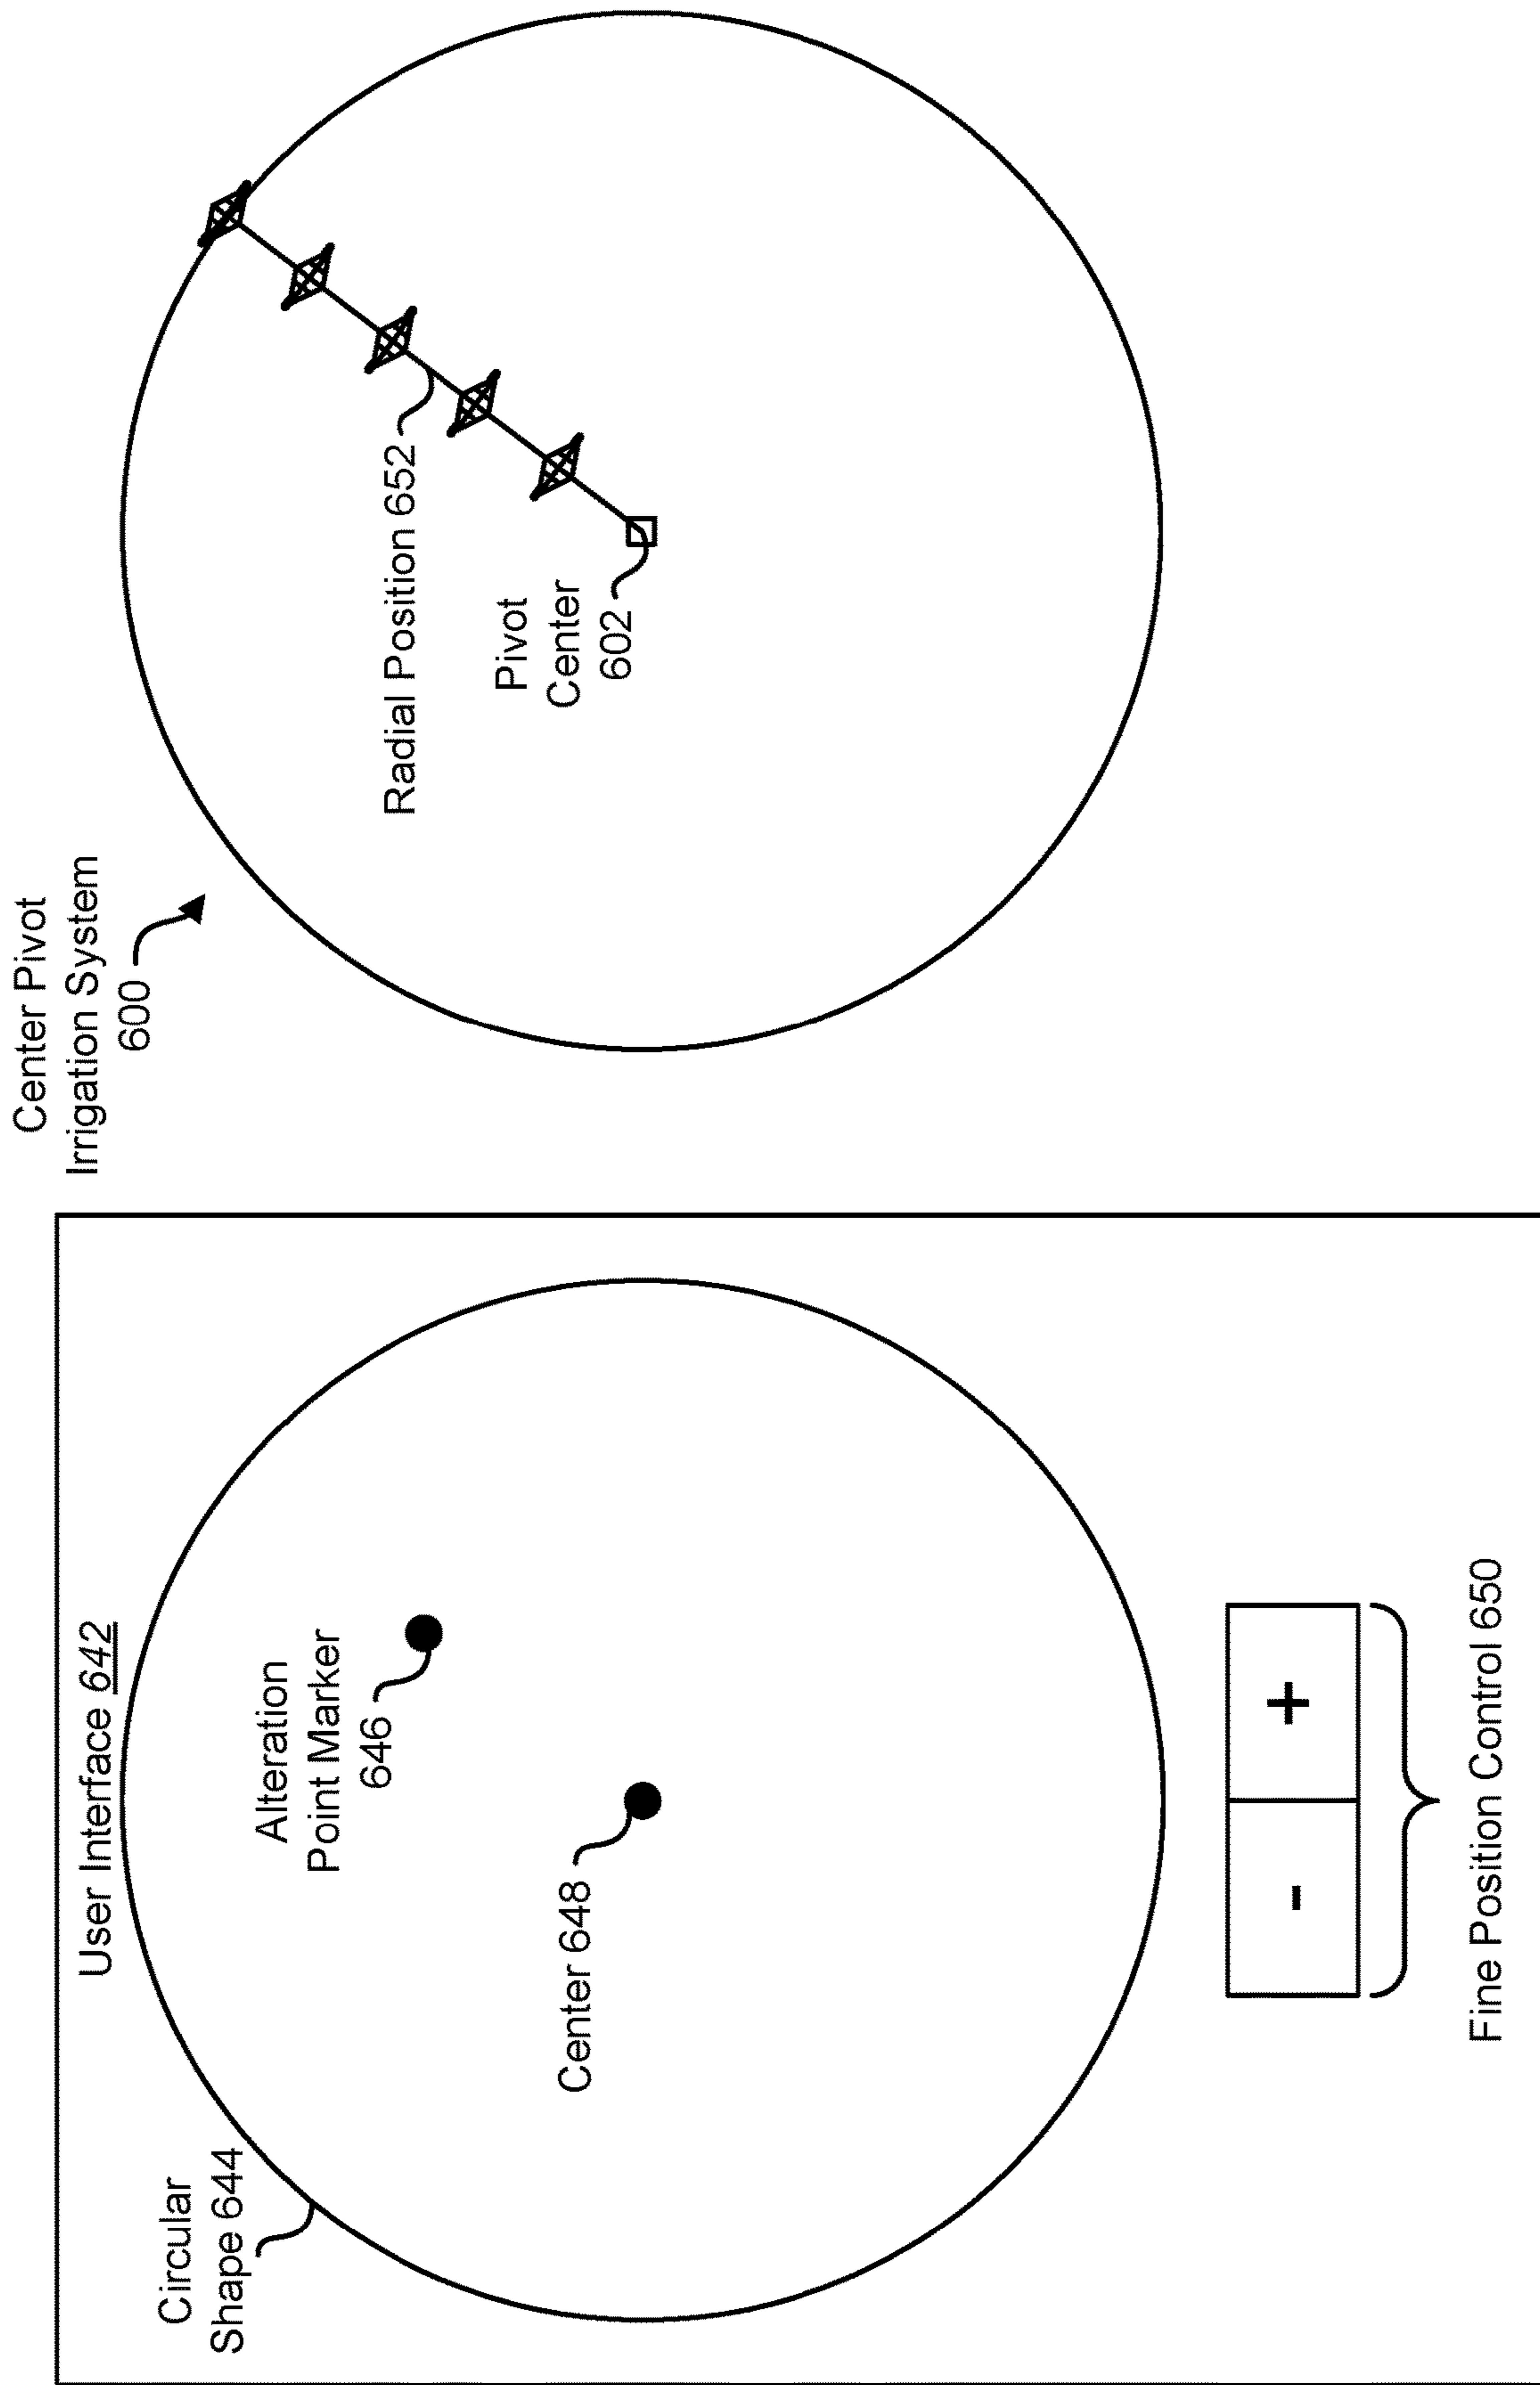 User Interface 642
Circular
Shape 644
Alteration
Point Marker
646
Center 648
-
+
Fine Position Control 650
Center Pivot
Irrigation System
600
Radial Position 652
Pivot
Center
602